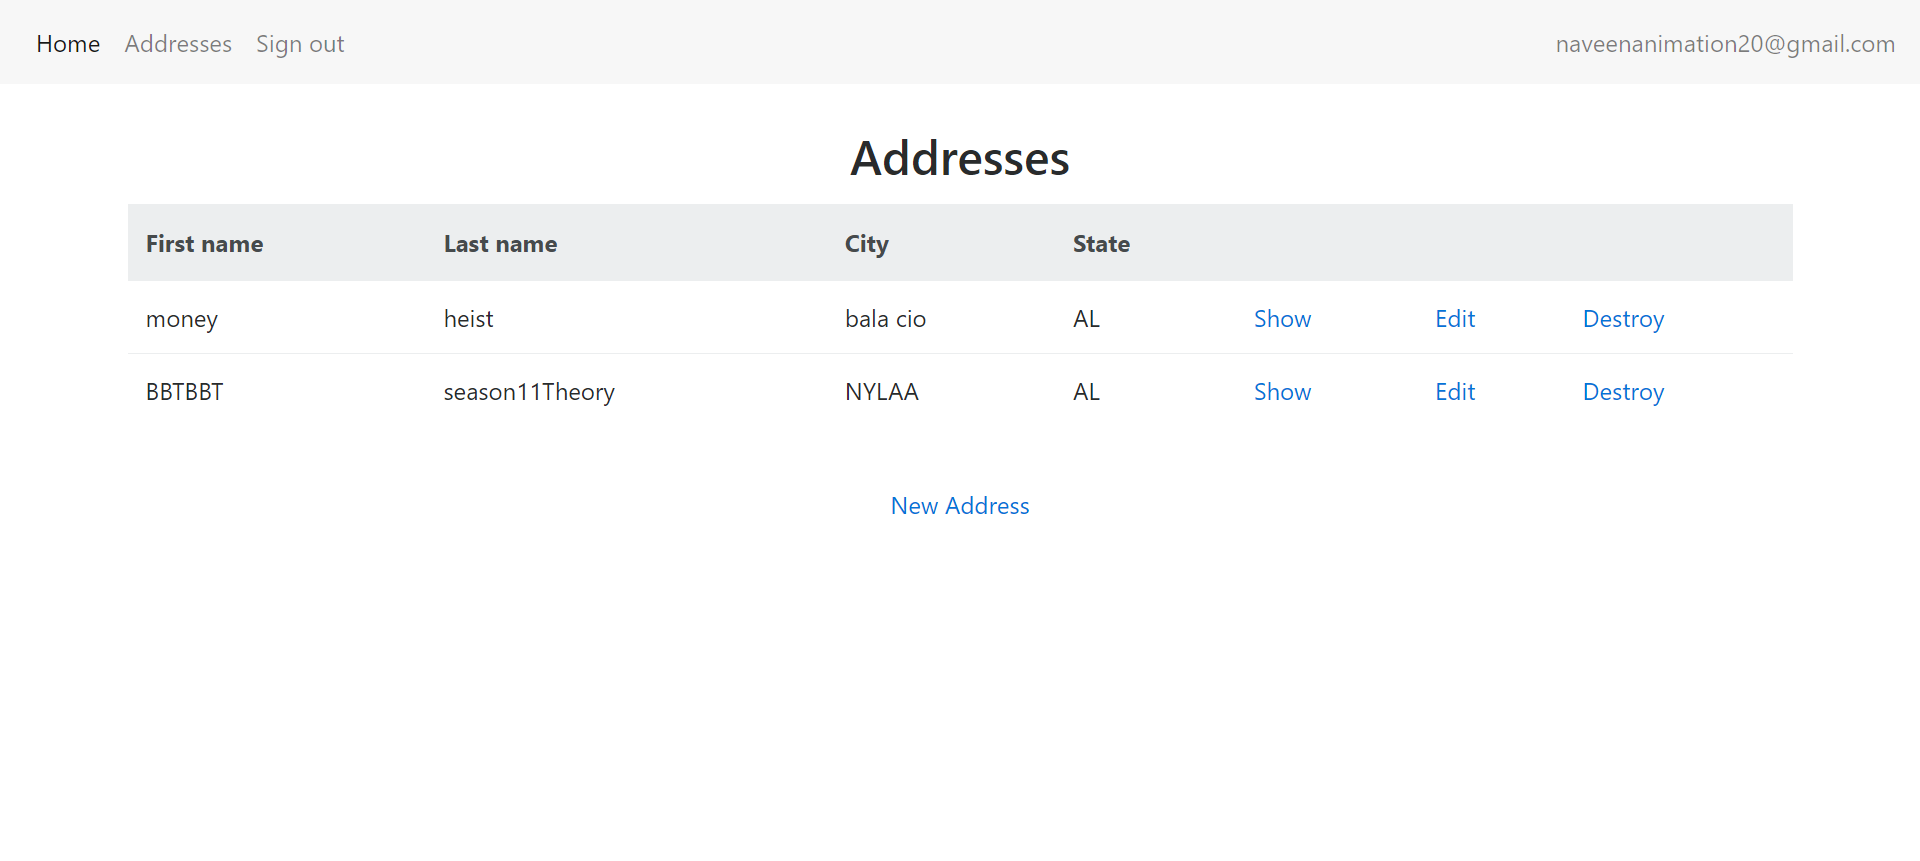 Home Addresses Sign out naveenanimation20@gmail.com
Addresses
First name Last name City State
money heist bala cio AL Show Edit Destroy
BBTBBT season11Theory NYLAA AL Show Edit Destroy
New Address